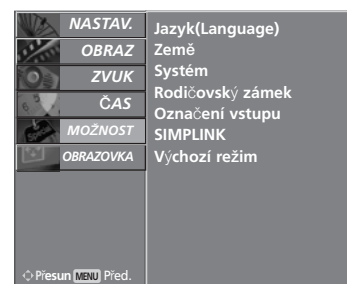 NASTAV.
OBRAZ
ZVUK
ČAS
MOŽNOST
OBRAZOVKA
Jazyk(Language)
Země
Systém
Rodičovský zámek
Označení vstupu
SIMPLINK
Výchozí režim
Přesun MENU Před.